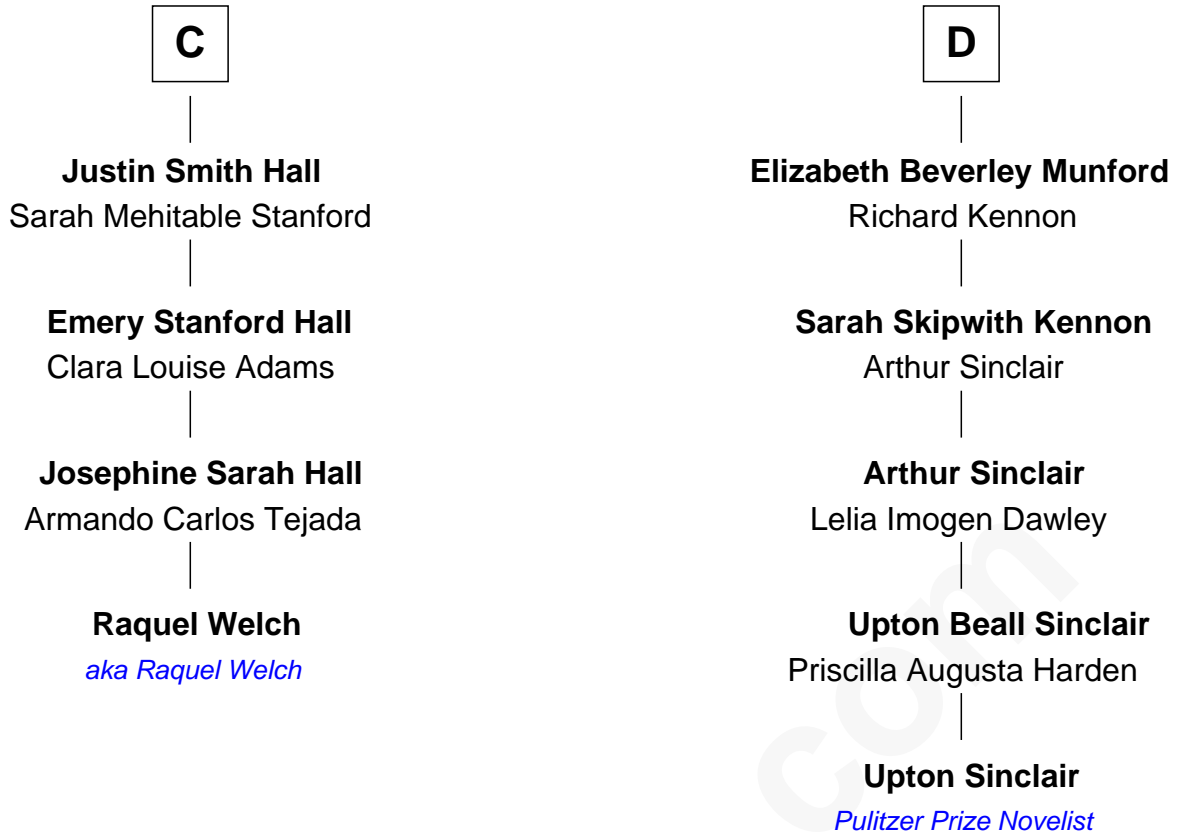 C
Justin Smith Hall
Sarah Mehitable Stanford
Emery Stanford Hall
Clara Louise Adams
Josephine Sarah Hall
Armando Carlos Tejada
Raquel Welch
aka Raquel Welch
D
Elizabeth Beverley Munford
Richard Kennon
Sarah Skipwith Kennon
Arthur Sinclair
Arthur Sinclair
Lelia Imogen Dawley
Upton Beall Sinclair
Priscilla Augusta Harden
Upton Sinclair
Pulitzer Prize Novelist
com